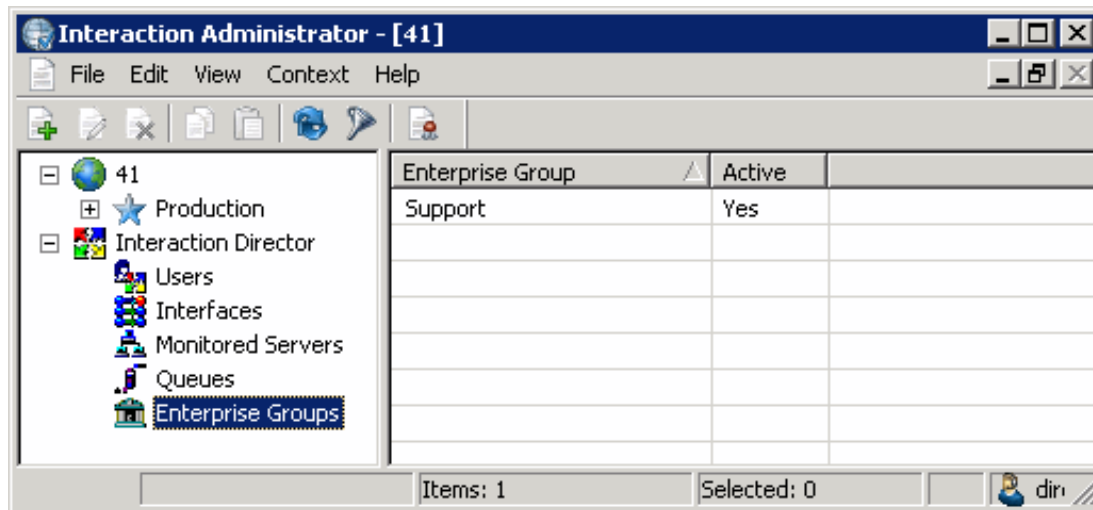 Interaction Administrator - [41]
File Edit View Context Help
41
Production
Interaction Director
Users
Interfaces
Monitored Servers
Queues
Enterprise Groups
Enterprise Group Active
Support Yes
Items: 1 Selected: 0